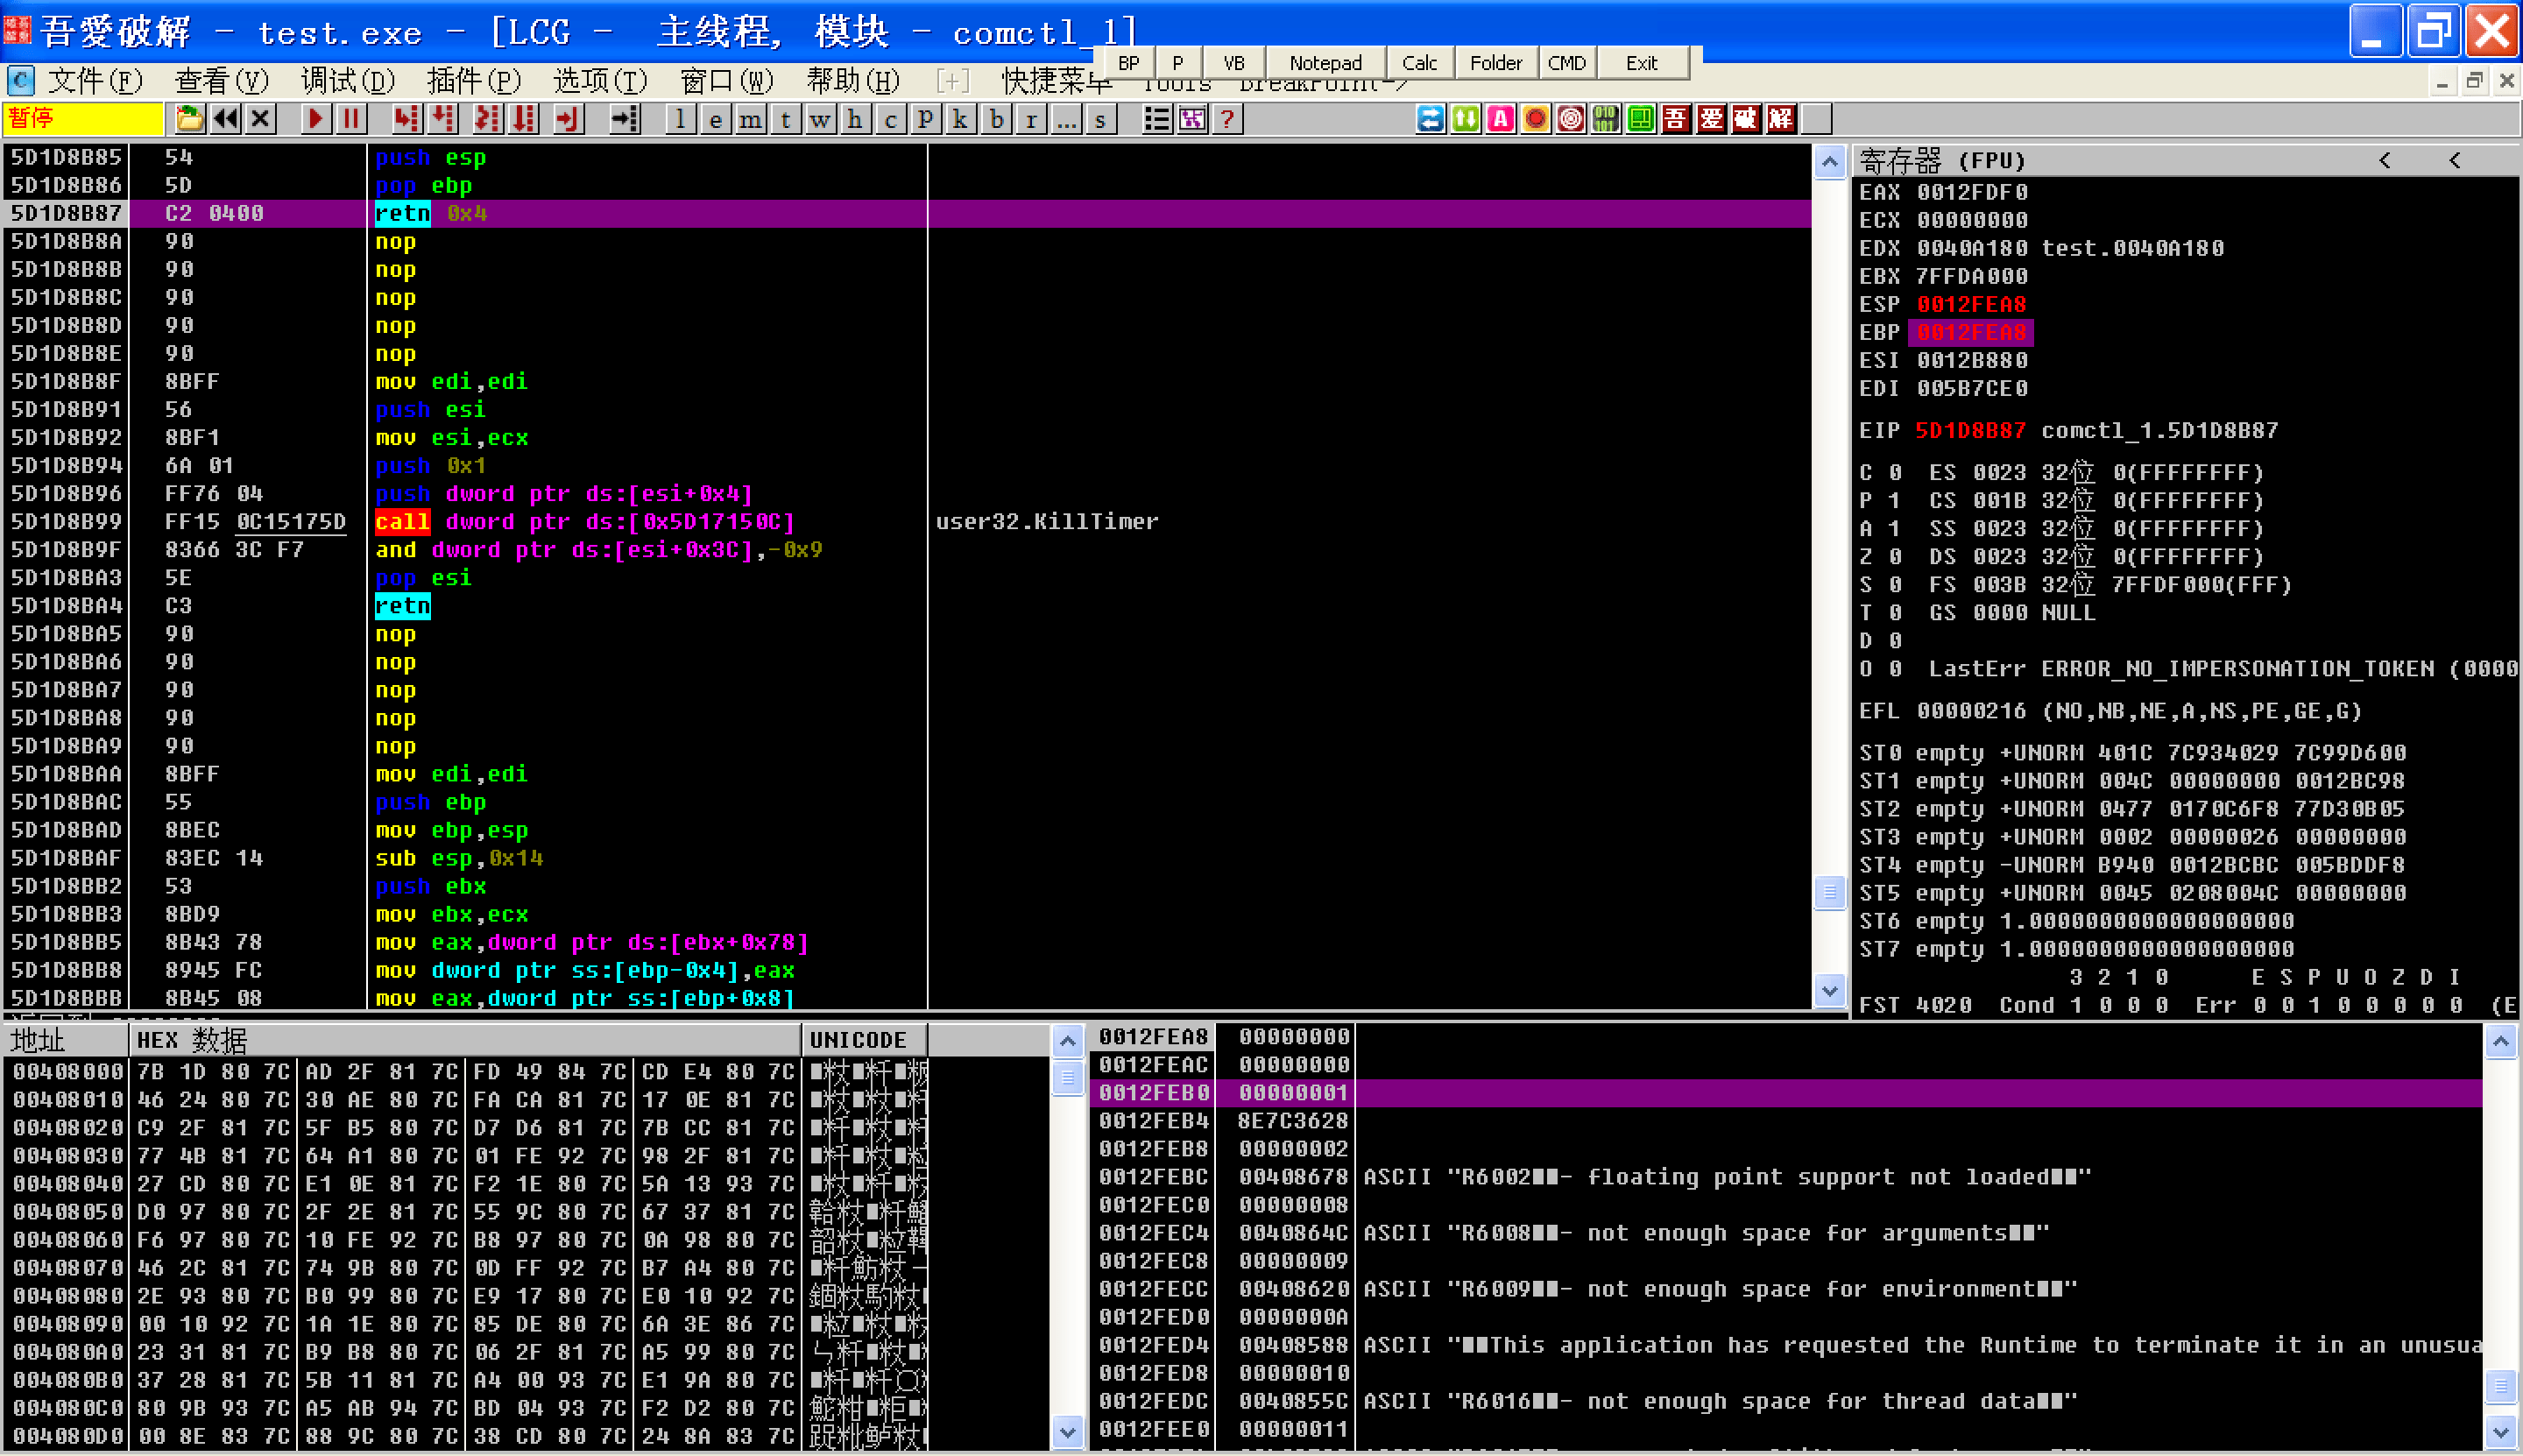 吾愛破解 - test.exe - [LCG - 主线程, 模块 - comctl_1]
BP P VB Notepad Calc Folder CMD Exit
文件(F) 查看(V) 调试(D) 插件(P) 选项(T) 窗口(W) 帮助(H) [+] 快捷菜单 Tools BreakPoint->
暂停 l e m t w h c p k b r ... s ? 吾 爱 破 解
5D1D8B85 54 push esp
5D1D8B86 5D pop ebp
5D1D8B87 C2 0400 retn 0x4
5D1D8B8A 90 nop
5D1D8B8B 90 nop
5D1D8B8C 90 nop
5D1D8B8D 90 nop
5D1D8B8E 90 nop
5D1D8B8F 8BFF mov edi,edi
5D1D8B91 56 push esi
5D1D8B92 8BF1 mov esi,ecx
5D1D8B94 6A 01 push 0x1
5D1D8B96 FF76 04 push dword ptr ds:[esi+0x4]
5D1D8B99 FF15 0C15175D call dword ptr ds:[0x5D17150C] user32.KillTimer
5D1D8B9F 8366 3C F7 and dword ptr ds:[esi+0x3C],-0x9
5D1D8BA3 5E pop esi
5D1D8BA4 C3 retn
5D1D8BA5 90 nop
5D1D8BA6 90 nop
5D1D8BA7 90 nop
5D1D8BA8 90 nop
5D1D8BA9 90 nop
5D1D8BAA 8BFF mov edi,edi
5D1D8BAC 55 push ebp
5D1D8BAD 8BEC mov ebp,esp
5D1D8BAF 83EC 14 sub esp,0x14
5D1D8BB2 53 push ebx
5D1D8BB3 8BD9 mov ebx,ecx
5D1D8BB5 8B43 78 mov eax,dword ptr ds:[ebx+0x78]
5D1D8BB8 8945 FC mov dword ptr ss:[ebp-0x4],eax
5D1D8BBB 8B45 08 mov eax,dword ptr ss:[ebp+0x8]
寄存器 (FPU) < <
EAX 0012FDF0
ECX 00000000
EDX 0040A180 test.0040A180
EBX 7FFDA000
ESP 0012FEA8
EBP 0012FEA8
ESI 0012B880
EDI 005B7CE0
EIP 5D1D8B87 comctl_1.5D1D8B87
C 0 ES 0023 32位 0(FFFFFFFF)
P 1 CS 001B 32位 0(FFFFFFFF)
A 1 SS 0023 32位 0(FFFFFFFF)
Z 0 DS 0023 32位 0(FFFFFFFF)
S 0 FS 003B 32位 7FFDF000(FFF)
T 0 GS 0000 NULL
D 0
O 0 LastErr ERROR_NO_IMPERSONATION_TOKEN (0000
EFL 00000216 (NO,NB,NE,A,NS,PE,GE,G)
ST0 empty +UNORM 401C 7C934029 7C99D600
ST1 empty +UNORM 004C 00000000 0012BC98
ST2 empty +UNORM 0477 0170C6F8 77D30B05
ST3 empty +UNORM 0002 00000026 00000000
ST4 empty -UNORM B940 0012BCBC 005BDDF8
ST5 empty +UNORM 0045 0208004C 00000000
ST6 empty 1.0000000000000000000
ST7 empty 1.0000000000000000000
3 2 1 0 E S P U O Z D I
FST 4020 Cond 1 0 0 0 Err 0 0 1 0 0 0 0 0 (E
地址 HEX 数据 UNICODE
00408000 7B 1D 80 7C AD 2F 81 7C FD 49 84 7C CD E4 80 7C
00408010 46 24 80 7C 30 AE 80 7C FA CA 81 7C 17 0E 81 7C
00408020 C9 2F 81 7C 5F B5 80 7C D7 D6 81 7C 7B CC 81 7C
00408030 77 4B 81 7C 64 A1 80 7C 01 FE 92 7C 98 2F 81 7C
00408040 27 CD 80 7C E1 0E 81 7C F2 1E 80 7C 5A 13 93 7C
00408050 D0 97 80 7C 2F 2E 81 7C 55 9C 80 7C 67 37 81 7C
00408060 F6 97 80 7C 10 FE 92 7C B8 97 80 7C 0A 98 80 7C
00408070 46 2C 81 7C 74 9B 80 7C 0D FF 92 7C B7 A4 80 7C
00408080 2E 93 80 7C B0 99 80 7C E9 17 80 7C E0 10 92 7C
00408090 00 10 92 7C 1A 1E 80 7C 85 DE 80 7C 6A 3E 86 7C
004080A0 23 31 81 7C B9 B8 80 7C 06 2F 81 7C A5 99 80 7C
004080B0 37 28 81 7C 5B 11 81 7C A4 00 93 7C E1 9A 80 7C
004080C0 80 9B 93 7C A5 AB 94 7C BD 04 93 7C F2 D2 80 7C
004080D0 00 8E 83 7C 88 9C 80 7C 38 CD 80 7C 24 8A 83 7C
0012FEA8 00000000
0012FEAC 00000000
0012FEB0 00000001
0012FEB4 8E7C3628
0012FEB8 00000002
0012FEBC 00408678 ASCII "R6002■■- floating point support not loaded■■"
0012FEC0 00000008
0012FEC4 0040864C ASCII "R6008■■- not enough space for arguments■■"
0012FEC8 00000009
0012FECC 00408620 ASCII "R6009■■- not enough space for environment■■"
0012FED0 0000000A
0012FED4 00408588 ASCII "■■This application has requested the Runtime to terminate it in an unusua
0012FED8 00000010
0012FEDC 0040855C ASCII "R6016■■- not enough space for thread data■■"
0012FEE0 00000011